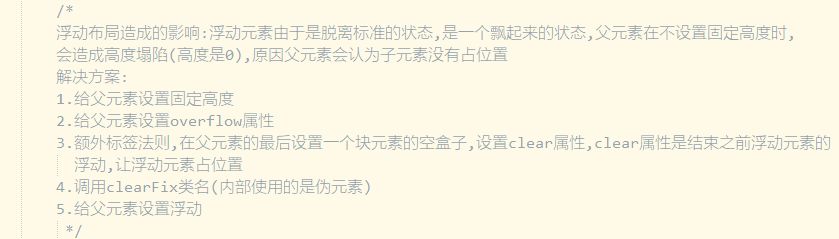 /*
浮动布局造成的影响:浮动元素由于是脱离标准的状态,是一个飘起来的状态,父元素在不设置固定高度时,
会造成高度塌陷(高度是0),原因父元素会认为子元素没有占位置
解决方案:
1.给父元素设置固定高度
2.给父元素设置overflow属性
3.额外标签法则,在父元素的最后设置一个块元素的空盒子,设置clear属性,clear属性是结束之前浮动元素的
浮动,让浮动元素占位置
4.调用clearFix类名(内部使用的是伪元素)
5.给父元素设置浮动
*/